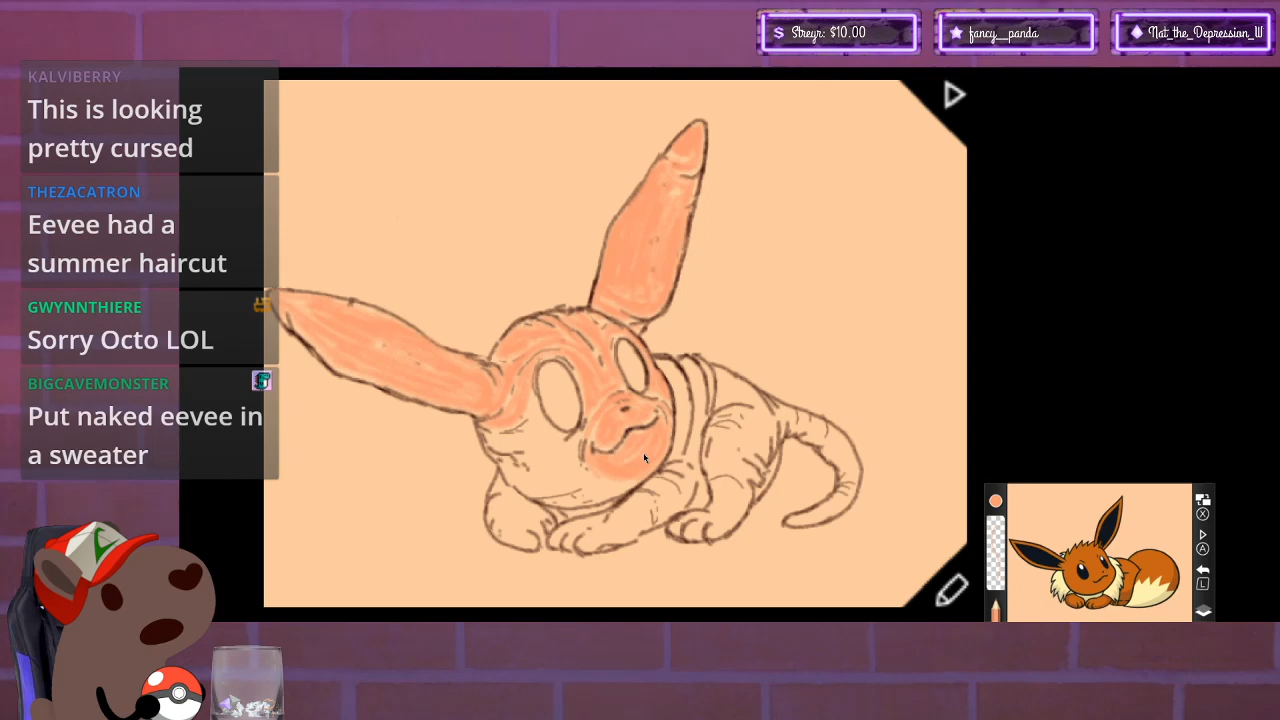 Streyr: $10.00
fancy__panda
Nat_the_Depression_W
KALVIBERRY
This is looking
pretty cursed
THEZACATRON
Eevee had a
summer haircut
GWYNNTHIERE
Sorry Octo LOL
BIGCAVEMONSTER
Put naked eevee in
a sweater
X
A
L